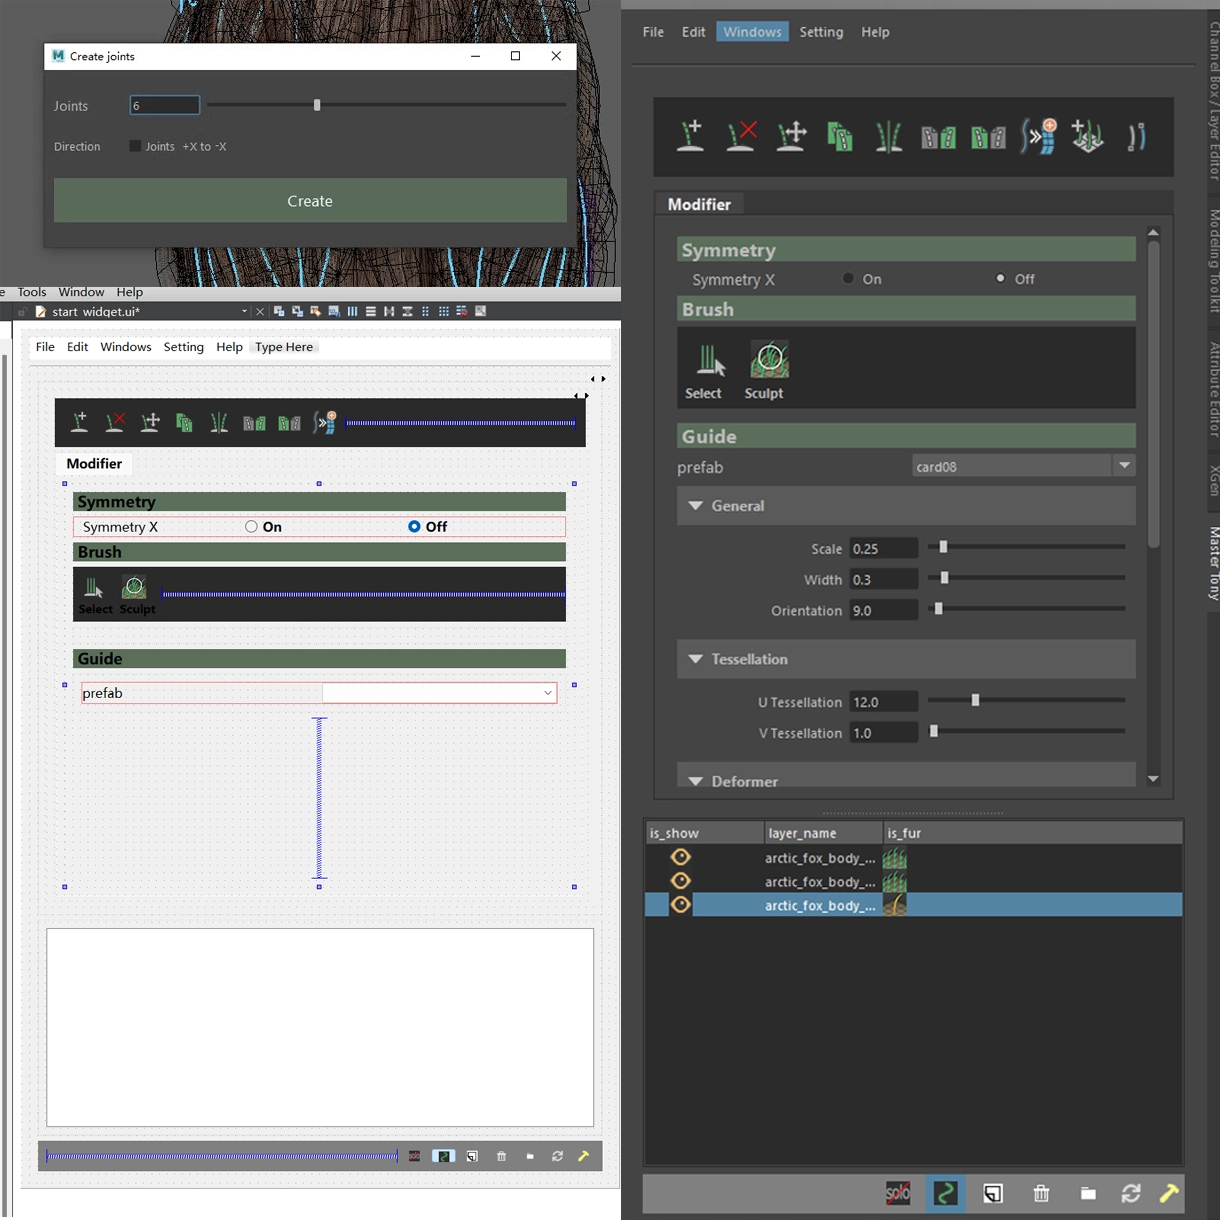 Create joints
Joints
6
Direction
Joints +X to -X
Create
e Tools Window Help
start_widget.ui*
File Edit Windows Setting Help Type Here
Modifier
Symmetry
Symmetry X
On
Off
Brush
Select
Sculpt
Guide
prefab
File Edit Windows Setting Help
Modifier
Symmetry
Symmetry X
On
Off
Brush
Select
Sculpt
Guide
prefab
card08
General
Scale 0.25
Width 0.3
Orientation 9.0
Tessellation
U Tessellation 12.0
V Tessellation 1.0
Deformer
is_show layer_name is_fur
arctic_fox_body_...
arctic_fox_body_...
arctic_fox_body_...
solo
Channel Box / Layer Editor
Modeling Toolkit
Attribute Editor
XGen
Master Tony